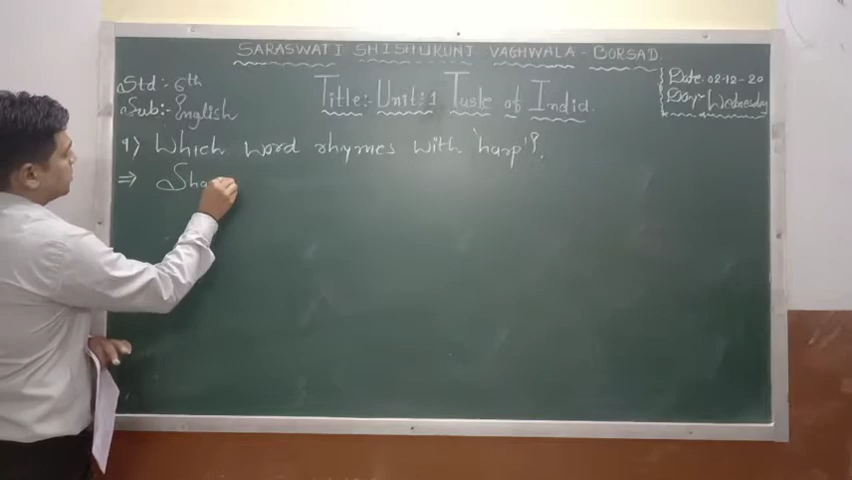 SARASWATI SHISHUKUNJ VAGHWALA - BORSAD.
Std:- 6th
Sub:- English
Title:- Unit:1 Taste of India.
Date: 02-12-20
Day:- Wednesday
1) Which word rhymes with 'harp'?.
⇒ Sha